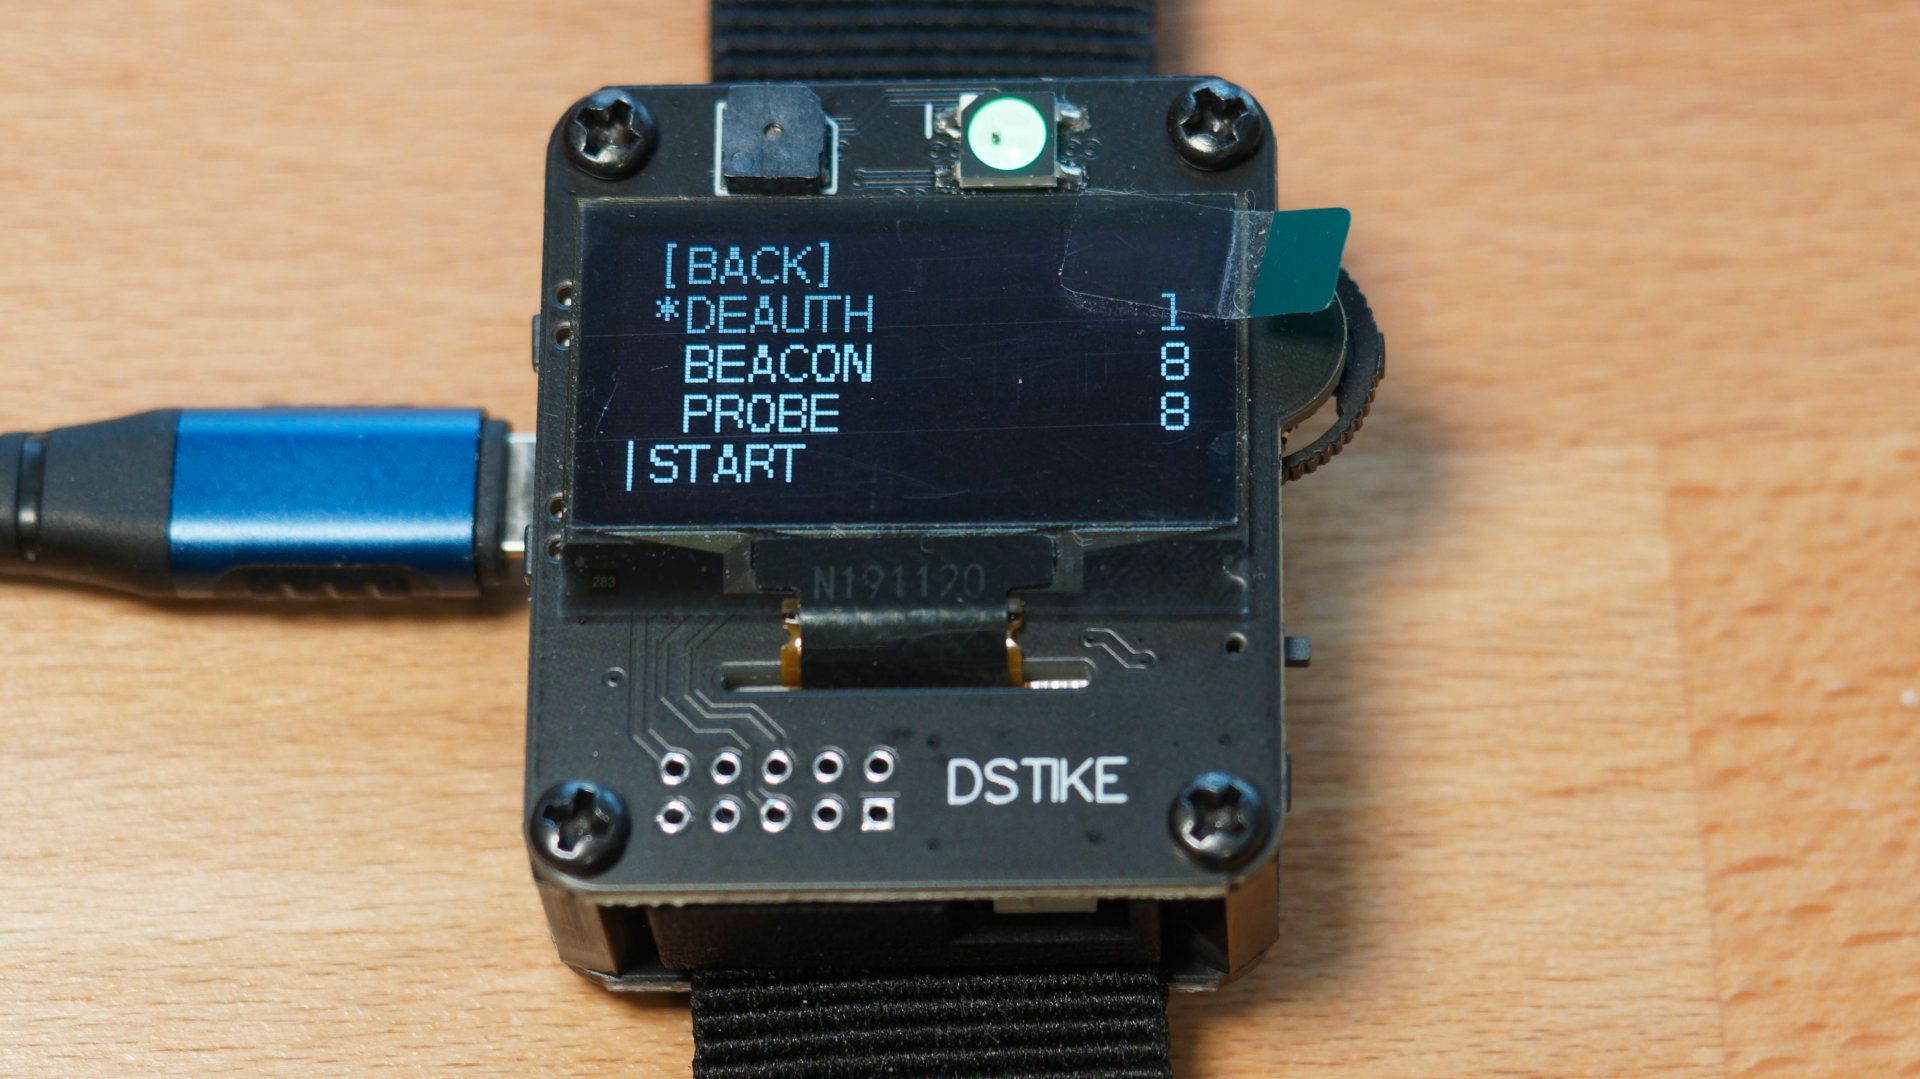 [BACK]
*DEAUTH 1
BEACON 8
PROBE 8
|START
283
N191120
DSTIKE